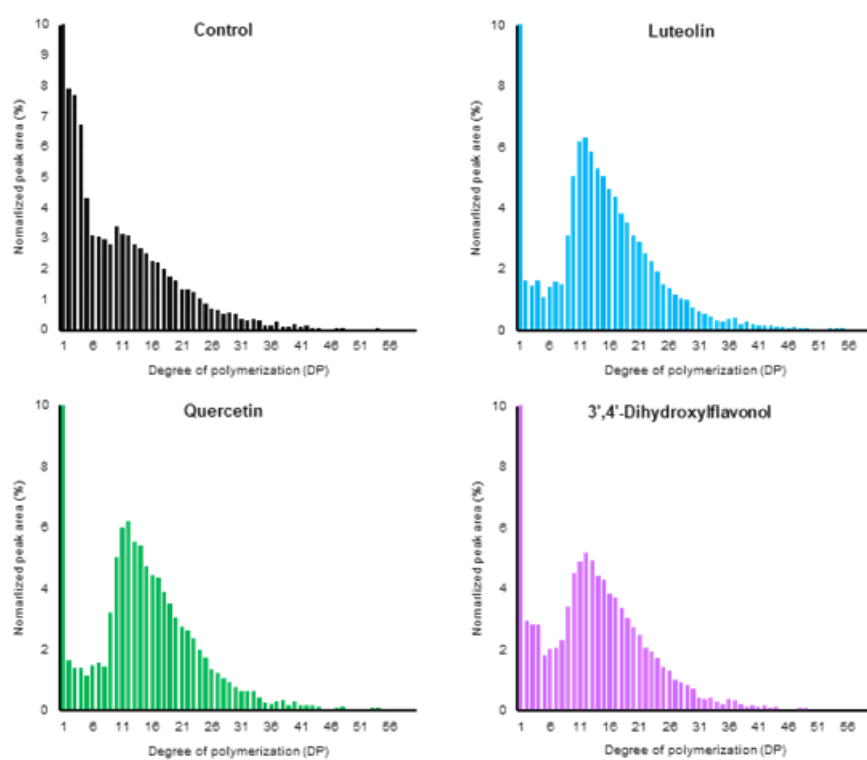 Control
Nomarlized peak area (%)
10
9
8
7
6
5
4
3
2
1
0
1 6 11 16 21 26 31 36 41 46 51 56
Degree of polymerization (DP)
Luteolin
Nomarlized peak area (%)
10
8
6
4
2
0
1 6 11 16 21 26 31 36 41 46 51 56
Degree of polymerization (DP)
Quercetin
Nomarlized peak area (%)
10
8
6
4
2
0
1 6 11 16 21 26 31 36 41 46 51 56
Degree of polymerization (DP)
3',4'-Dihydroxylflavonol
Nomarlized peak area (%)
10
8
6
4
2
0
1 6 11 16 21 26 31 36 41 46 51 56
Degree of polymerization (DP)